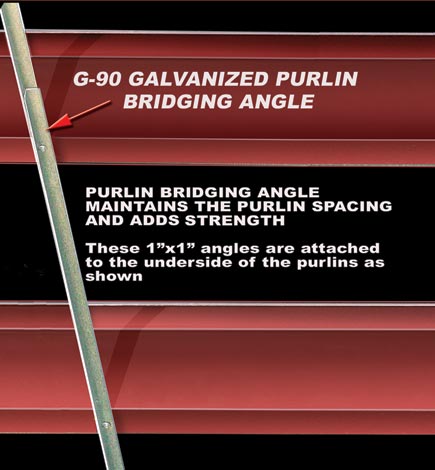 G-90 GALVANIZED PURLIN
BRIDGING ANGLE
PURLIN BRIDGING ANGLE
MAINTAINS THE PURLIN SPACING
AND ADDS STRENGTH
These 1”x1” angles are attached
to the underside of the purlins as
shown